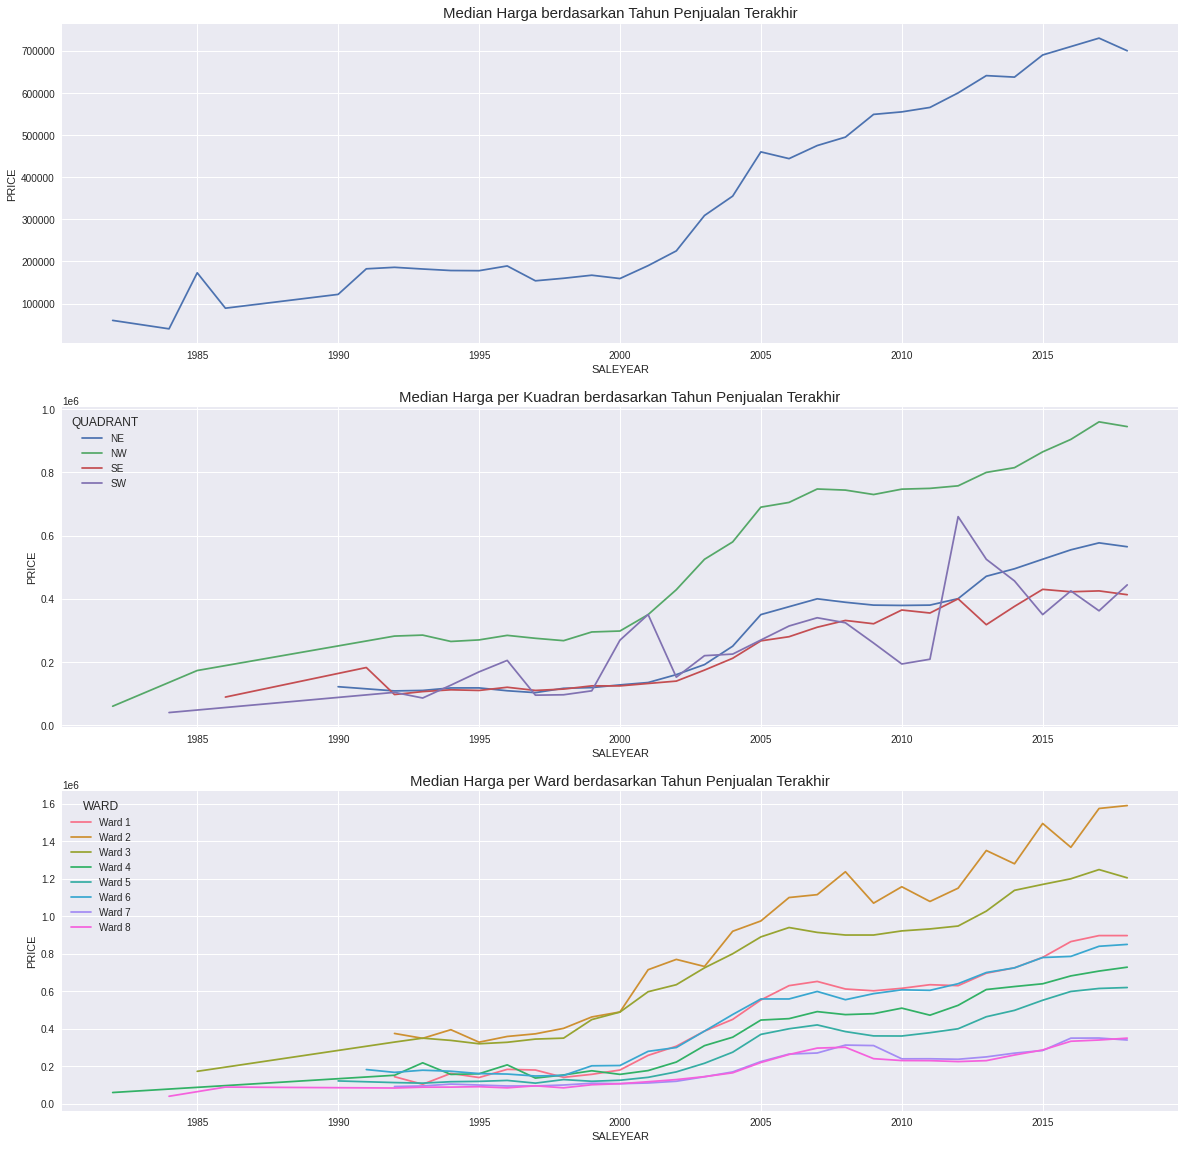 Median Harga berdasarkan Tahun Penjualan Terakhir
700000
600000
500000
400000
300000
200000
100000
PRICE
1985 1990 1995 2000 2005 2010 2015
SALEYEAR
Median Harga per Kuadran berdasarkan Tahun Penjualan Terakhir
1e6
1.0
0.8
0.6
0.4
0.2
0.0
PRICE
QUADRANT
NE
NW
SE
SW
1985 1990 1995 2000 2005 2010 2015
SALEYEAR
Median Harga per Ward berdasarkan Tahun Penjualan Terakhir
1e6
1.6
1.4
1.2
1.0
0.8
0.6
0.4
0.2
0.0
PRICE
WARD
Ward 1
Ward 2
Ward 3
Ward 4
Ward 5
Ward 6
Ward 7
Ward 8
1985 1990 1995 2000 2005 2010 2015
SALEYEAR